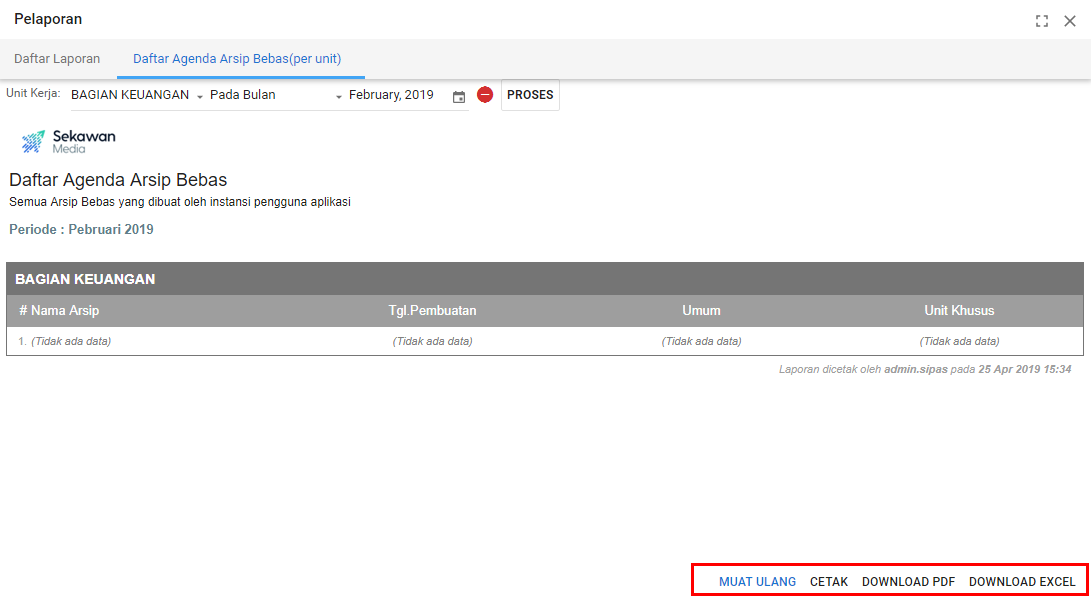 Pelaporan
Daftar Laporan Daftar Agenda Arsip Bebas(per unit)
Unit Kerja: BAGIAN KEUANGAN Pada Bulan February, 2019 PROSES
Sekawan
Media
Daftar Agenda Arsip Bebas
Semua Arsip Bebas yang dibuat oleh instansi pengguna aplikasi
Periode : Pebruari 2019
BAGIAN KEUANGAN
# Nama Arsip Tgl.Pembuatan Umum Unit Khusus
1. (Tidak ada data) (Tidak ada data) (Tidak ada data) (Tidak ada data)
Laporan dicetak oleh admin.sipas pada 25 Apr 2019 15:34
MUAT ULANG CETAK DOWNLOAD PDF DOWNLOAD EXCEL